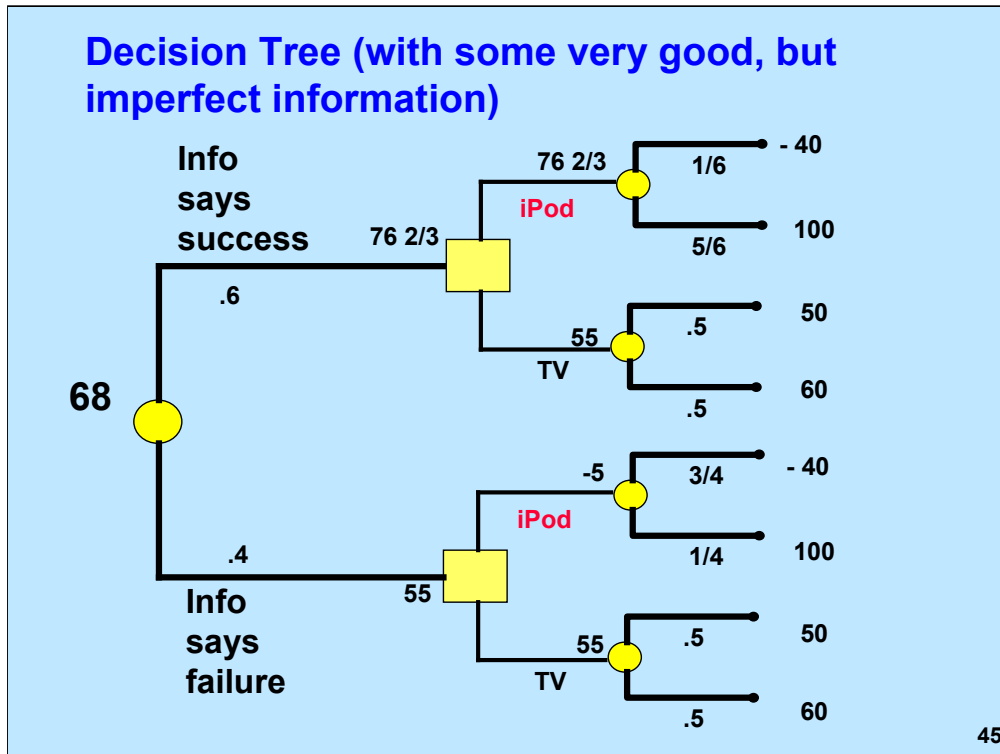 Decision Tree (with some very good, but
imperfect information)
Info
says
success
76 2/3
.6
76 2/3
iPod
1/6
- 40
5/6
100
55
TV
.5
50
.5
60
68
.4
55
Info
says
failure
-5
iPod
3/4
- 40
1/4
100
55
TV
.5
50
.5
60
45